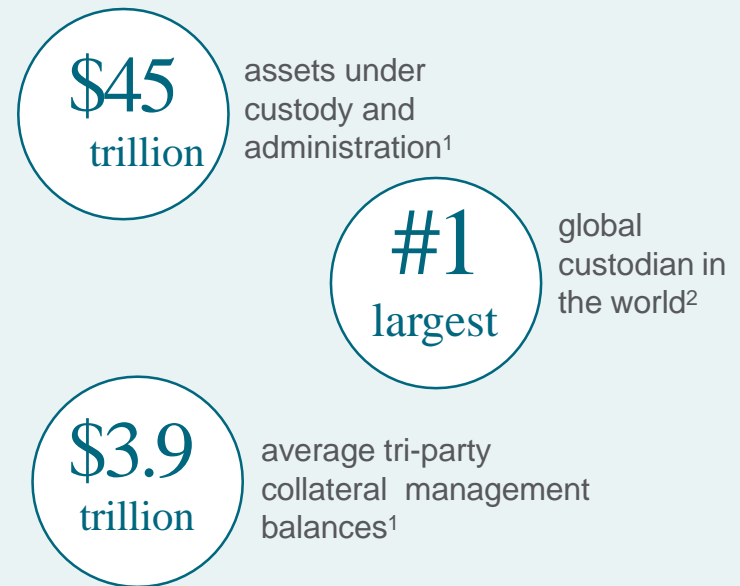 $45
trillion
assets under
custody and
administration¹
#1
largest
global
custodian in
the world²
$3.9
trillion
average tri-party
collateral management
balances¹